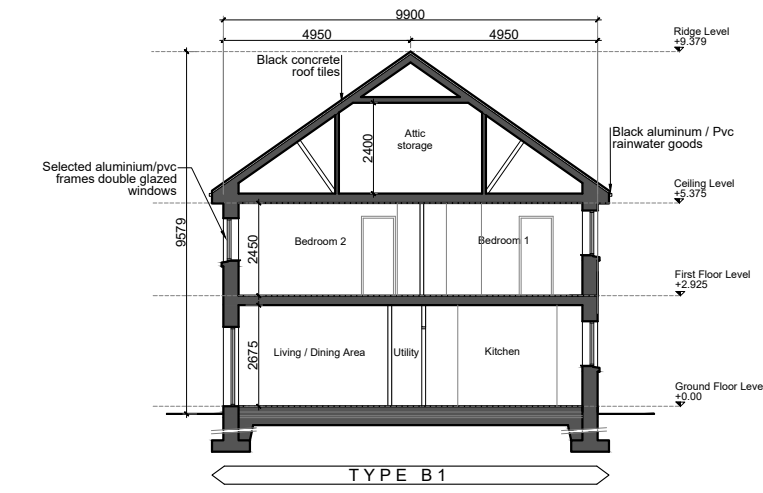 9900
4950
4950
Ridge Level
+9.379
Black concrete
roof tiles
Attic
storage
2400
Black aluminum / Pvc
rainwater goods
Selected aluminium/pvc
frames double glazed
windows
Ceiling Level
+5.375
9579
2450
Bedroom 2
Bedroom 1
First Floor Level
+2.925
2675
Living / Dining Area
Utility
Kitchen
Ground Floor Leve
+0.00
TYPE B1